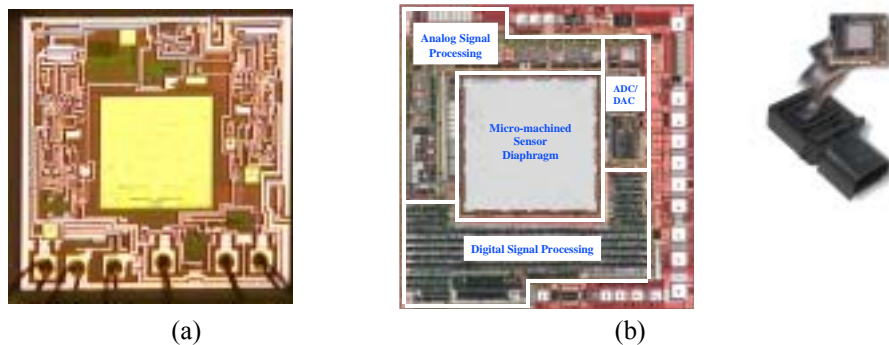 Analog Signal
Processing
ADC/
DAC
Micro-machined
Sensor
Diaphragm
Digital Signal Processing
(a)
(b)